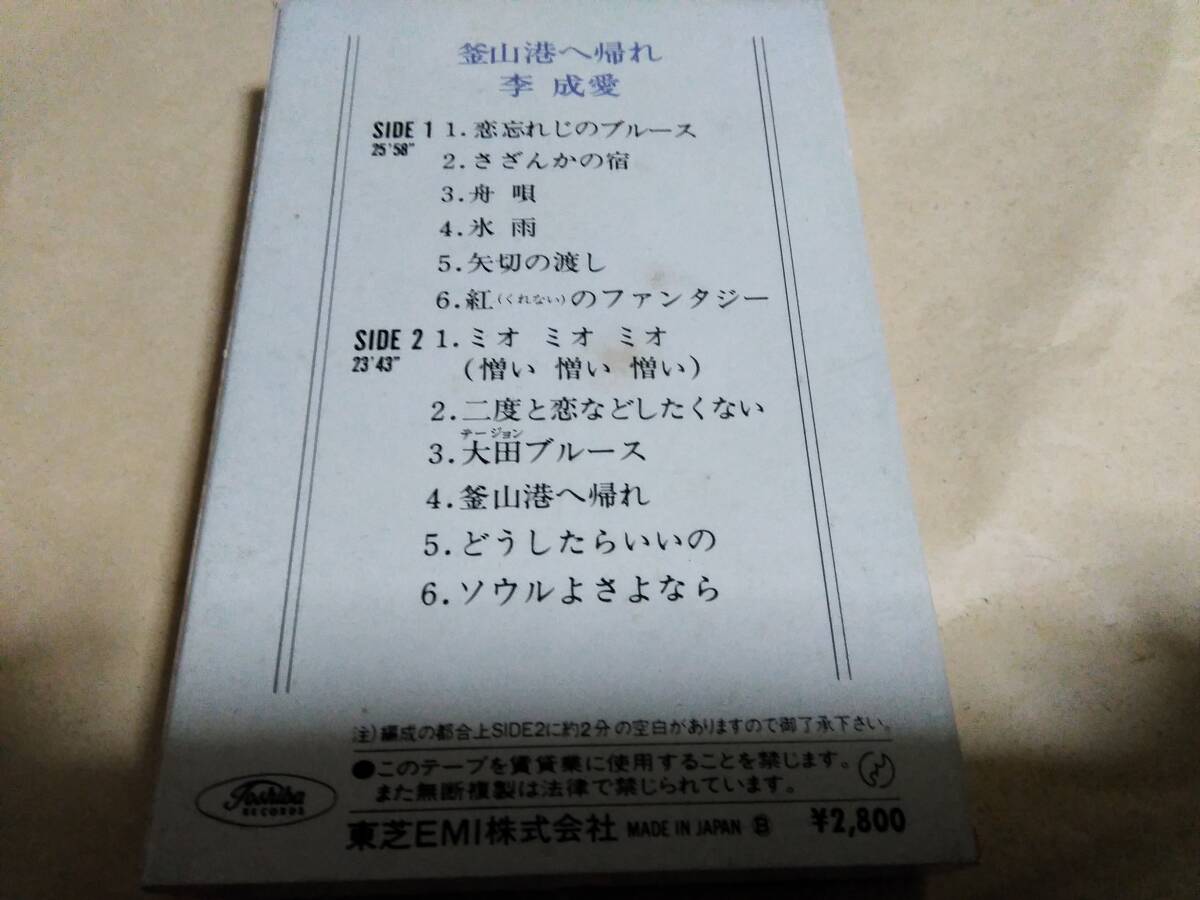 釜山港へ帰れ
李 成愛
SIDE 1 1.恋忘れじのブルース
25'58"
2.さざんかの宿
3.舟 唄
4.氷 雨
5.矢切の渡し
6.紅(くれない)のファンタジー
SIDE 2 1.ミオ ミオ ミオ
23'43"
(憎い 憎い 憎い)
2.二度と恋などしたくない
テージョン
3.大田ブルース
4.釜山港へ帰れ
5.どうしたらいいの
6.ソウルよさよなら
注)編成の都合上SIDE2に約2分の空白がありますので御了承下さい。
●このテープを賃貸業に使用することを禁じます。
また無断複製は法律で禁じられています。
Toshiba
RECORDS
東芝EMI株式会社 MADE IN JAPAN Ⓑ ¥2,800